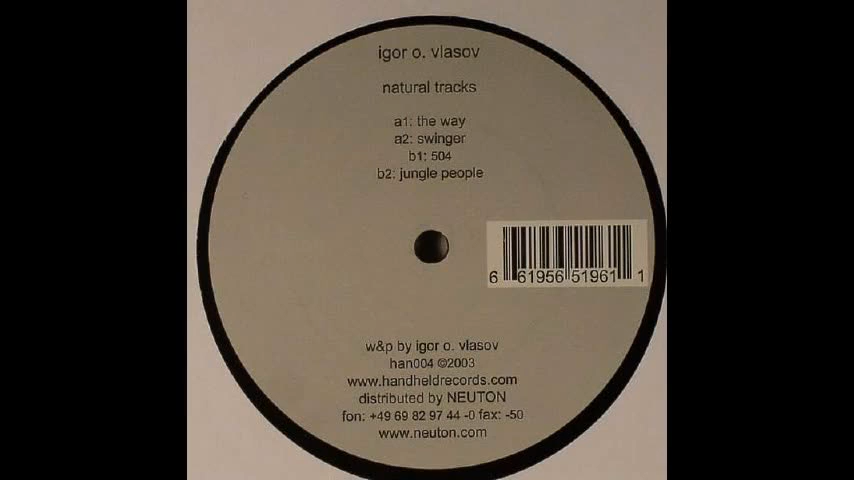 igor o. vlasov
natural tracks
a1: the way
a2: swinger
b1: 504
b2: jungle people
6 61956 51961 1
w&p by igor o. vlasov
han004 ©2003
www.handheldrecords.com
distributed by NEUTON
fon: +49 69 82 97 44 -0 fax: -50
www.neuton.com